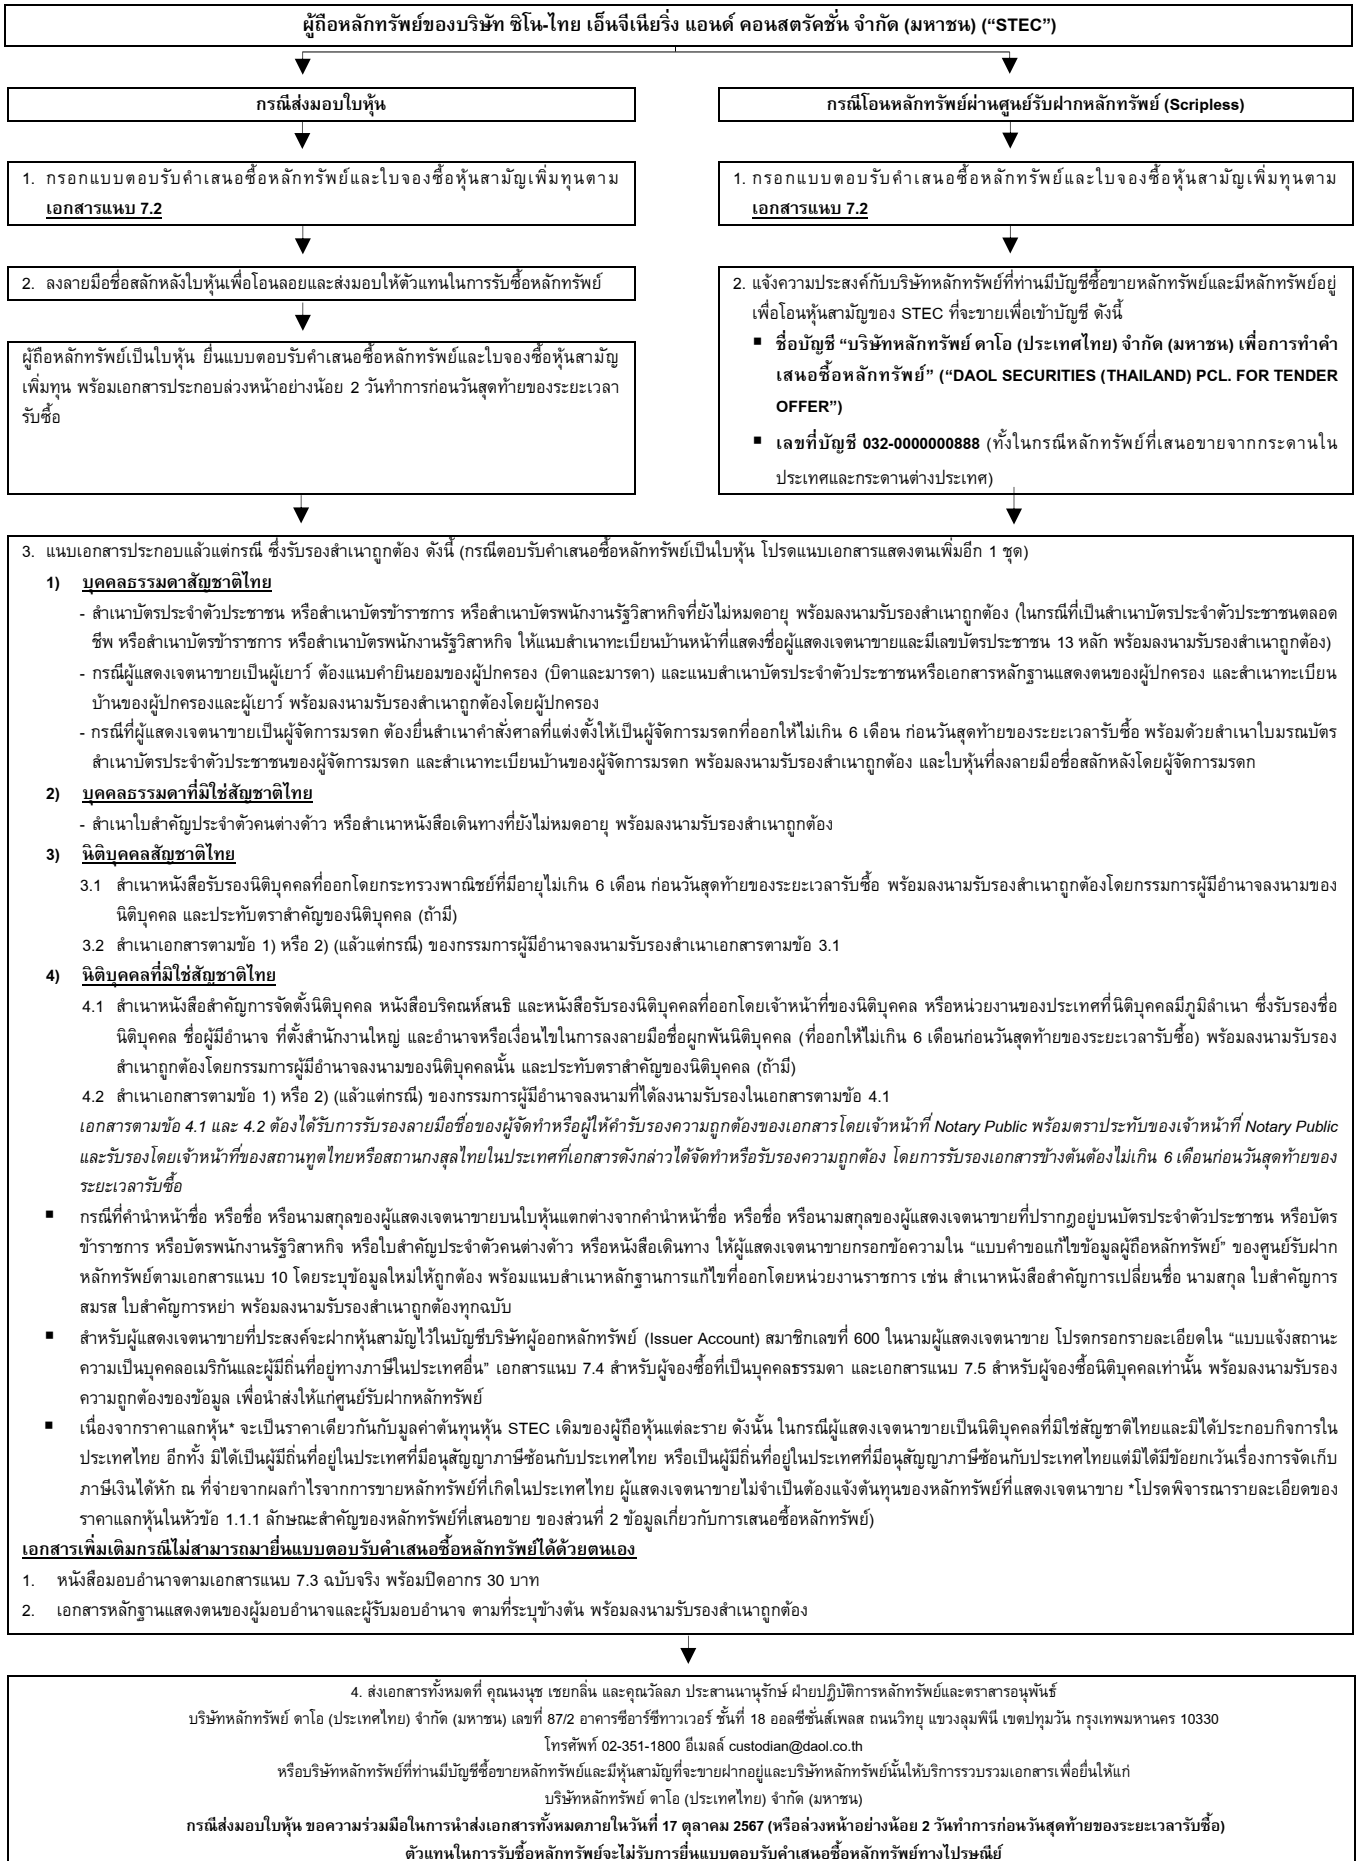 ผู้ถือหลักทรัพย์ของบริษัท ซิโน-ไทย เอ็นจีเนียริ่ง แอนด์ คอนสตรัคชั่น จำกัด (มหาชน) (“STEC”)
กรณีส่งมอบใบหุ้น
1. กรอกแบบตอบรับคำเสนอซื้อหลักทรัพย์และใบจองซื้อหุ้นสามัญเพิ่มทุนตาม
เอกสารแนบ 7.2
2. ลงลายมือชื่อสลักหลังใบหุ้นเพื่อโอนลอยและส่งมอบให้ตัวแทนในการรับซื้อหลักทรัพย์
ผู้ถือหลักทรัพย์เป็นใบหุ้น ยื่นแบบตอบรับคำเสนอซื้อหลักทรัพย์และใบจองซื้อหุ้นสามัญ
เพิ่มทุน พร้อมเอกสารประกอบล่วงหน้าอย่างน้อย 2 วันทำการก่อนวันสุดท้ายของระยะเวลา
รับซื้อ
กรณีโอนหลักทรัพย์ผ่านศูนย์รับฝากหลักทรัพย์ (Scripless)
1. กรอกแบบตอบรับคำเสนอซื้อหลักทรัพย์และใบจองซื้อหุ้นสามัญเพิ่มทุนตาม
เอกสารแนบ 7.2
2. แจ้งความประสงค์กับบริษัทหลักทรัพย์ที่ท่านมีบัญชีซื้อขายหลักทรัพย์และมีหลักทรัพย์อยู่
เพื่อโอนหุ้นสามัญของ STEC ที่จะขายเพื่อเข้าบัญชี ดังนี้
▪ ชื่อบัญชี “บริษัทหลักทรัพย์ ดาโอ (ประเทศไทย) จำกัด (มหาชน) เพื่อการทำคำ
เสนอซื้อหลักทรัพย์” (“DAOL SECURITIES (THAILAND) PCL. FOR TENDER
OFFER”)
▪ เลขที่บัญชี 032-0000000888 (ทั้งในกรณีหลักทรัพย์ที่เสนอขายจากกระดานใน
ประเทศและกระดานต่างประเทศ)
3. แนบเอกสารประกอบแล้วแต่กรณี ซึ่งรับรองสำเนาถูกต้อง ดังนี้ (กรณีตอบรับคำเสนอซื้อหลักทรัพย์เป็นใบหุ้น โปรดแนบเอกสารแสดงตนเพิ่มอีก 1 ชุด)
1) บุคคลธรรมดาสัญชาติไทย
- สำเนาบัตรประจำตัวประชาชน หรือสำเนาบัตรข้าราชการ หรือสำเนาบัตรพนักงานรัฐวิสาหกิจที่ยังไม่หมดอายุ พร้อมลงนามรับรองสำเนาถูกต้อง (ในกรณีที่เป็นสำเนาบัตรประจำตัวประชาชนตลอด
ชีพ หรือสำเนาบัตรข้าราชการ หรือสำเนาบัตรพนักงานรัฐวิสาหกิจ ให้แนบสำเนาทะเบียนบ้านหน้าที่แสดงชื่อผู้แสดงเจตนาขายและมีเลขบัตรประชาชน 13 หลัก พร้อมลงนามรับรองสำเนาถูกต้อง)
- กรณีผู้แสดงเจตนาขายเป็นผู้เยาว์ ต้องแนบคำยินยอมของผู้ปกครอง (บิดาและมารดา) และแนบสำเนาบัตรประจำตัวประชาชนหรือเอกสารหลักฐานแสดงตนของผู้ปกครอง และสำเนาทะเบียน
บ้านของผู้ปกครองและผู้เยาว์ พร้อมลงนามรับรองสำเนาถูกต้องโดยผู้ปกครอง
- กรณีที่ผู้แสดงเจตนาขายเป็นผู้จัดการมรดก ต้องยื่นสำเนาคำสั่งศาลที่แต่งตั้งให้เป็นผู้จัดการมรดกที่ออกให้ไม่เกิน 6 เดือน ก่อนวันสุดท้ายของระยะเวลารับซื้อ พร้อมด้วยสำเนาใบมรณบัตร
สำเนาบัตรประจำตัวประชาชนของผู้จัดการมรดก และสำเนาทะเบียนบ้านของผู้จัดการมรดก พร้อมลงนามรับรองสำเนาถูกต้อง และใบหุ้นที่ลงลายมือชื่อสลักหลังโดยผู้จัดการมรดก
2) บุคคลธรรมดาที่มิใช่สัญชาติไทย
- สำเนาใบสำคัญประจำตัวคนต่างด้าว หรือสำเนาหนังสือเดินทางที่ยังไม่หมดอายุ พร้อมลงนามรับรองสำเนาถูกต้อง
3) นิติบุคคลสัญชาติไทย
3.1 สำเนาหนังสือรับรองนิติบุคคลที่ออกโดยกระทรวงพาณิชย์ที่มีอายุไม่เกิน 6 เดือน ก่อนวันสุดท้ายของระยะเวลารับซื้อ พร้อมลงนามรับรองสำเนาถูกต้องโดยกรรมการผู้มีอำนาจลงนามของ
นิติบุคคล และประทับตราสำคัญของนิติบุคคล (ถ้ามี)
3.2 สำเนาเอกสารตามข้อ 1) หรือ 2) (แล้วแต่กรณี) ของกรรมการผู้มีอำนาจลงนามรับรองสำเนาเอกสารตามข้อ 3.1
4) นิติบุคคลที่มิใช่สัญชาติไทย
4.1 สำเนาหนังสือสำคัญการจัดตั้งนิติบุคคล หนังสือบริคณห์สนธิ และหนังสือรับรองนิติบุคคลที่ออกโดยเจ้าหน้าที่ของนิติบุคคล หรือหน่วยงานของประเทศที่นิติบุคคลมีภูมิลำเนา ซึ่งรับรองชื่อ
นิติบุคคล ชื่อผู้มีอำนาจ ที่ตั้งสำนักงานใหญ่ และอำนาจหรือเงื่อนไขในการลงลายมือชื่อผูกพันนิติบุคคล (ที่ออกให้ไม่เกิน 6 เดือนก่อนวันสุดท้ายของระยะเวลารับซื้อ) พร้อมลงนามรับรอง
สำเนาถูกต้องโดยกรรมการผู้มีอำนาจลงนามของนิติบุคคลนั้น และประทับตราสำคัญของนิติบุคคล (ถ้ามี)
4.2 สำเนาเอกสารตามข้อ 1) หรือ 2) (แล้วแต่กรณี) ของกรรมการผู้มีอำนาจลงนามที่ได้ลงนามรับรองในเอกสารตามข้อ 4.1
เอกสารตามข้อ 4.1 และ 4.2 ต้องได้รับการรับรองลายมือชื่อของผู้จัดทำหรือผู้ให้คำรับรองความถูกต้องของเอกสารโดยเจ้าหน้าที่ Notary Public พร้อมตราประทับของเจ้าหน้าที่ Notary Public
และรับรองโดยเจ้าหน้าที่ของสถานทูตไทยหรือสถานกงสุลไทยในประเทศที่เอกสารดังกล่าวได้จัดทำหรือรับรองความถูกต้อง โดยการรับรองเอกสารข้างต้นต้องไม่เกิน 6 เดือนก่อนวันสุดท้ายของ
ระยะเวลารับซื้อ
▪ กรณีที่คำนำหน้าชื่อ หรือชื่อ หรือนามสกุลของผู้แสดงเจตนาขายบนใบหุ้นแตกต่างจากคำนำหน้าชื่อ หรือชื่อ หรือนามสกุลของผู้แสดงเจตนาขายที่ปรากฏอยู่บนบัตรประจำตัวประชาชน หรือบัตร
ข้าราชการ หรือบัตรพนักงานรัฐวิสาหกิจ หรือใบสำคัญประจำตัวคนต่างด้าว หรือหนังสือเดินทาง ให้ผู้แสดงเจตนาขายกรอกข้อความใน “แบบคำขอแก้ไขข้อมูลผู้ถือหลักทรัพย์” ของศูนย์รับฝาก
หลักทรัพย์ตามเอกสารแนบ 10 โดยระบุข้อมูลใหม่ให้ถูกต้อง พร้อมแนบสำเนาหลักฐานการแก้ไขที่ออกโดยหน่วยงานราชการ เช่น สำเนาหนังสือสำคัญการเปลี่ยนชื่อ นามสกุล ใบสำคัญการ
สมรส ใบสำคัญการหย่า พร้อมลงนามรับรองสำเนาถูกต้องทุกฉบับ
▪ สำหรับผู้แสดงเจตนาขายที่ประสงค์จะฝากหุ้นสามัญไว้ในบัญชีบริษัทผู้ออกหลักทรัพย์ (Issuer Account) สมาชิกเลขที่ 600 ในนามผู้แสดงเจตนาขาย โปรดกรอกรายละเอียดใน “แบบแจ้งสถานะ
ความเป็นบุคคลอเมริกันและผู้มีถิ่นที่อยู่ทางภาษีในประเทศอื่น” เอกสารแนบ 7.4 สำหรับผู้จองซื้อที่เป็นบุคคลธรรมดา และเอกสารแนบ 7.5 สำหรับผู้จองซื้อนิติบุคคลเท่านั้น พร้อมลงนามรับรอง
ความถูกต้องของข้อมูล เพื่อนำส่งให้แก่ศูนย์รับฝากหลักทรัพย์
▪ เนื่องจากราคาแลกหุ้น* จะเป็นราคาเดียวกันกับมูลค่าต้นทุนหุ้น STEC เดิมของผู้ถือหุ้นแต่ละราย ดังนั้น ในกรณีผู้แสดงเจตนาขายเป็นนิติบุคคลที่มิใช่สัญชาติไทยและมิได้ประกอบกิจการใน
ประเทศไทย อีกทั้ง มิได้เป็นผู้มีถิ่นที่อยู่ในประเทศที่มีอนุสัญญาภาษีซ้อนกับประเทศไทย หรือเป็นผู้มีถิ่นที่อยู่ในประเทศที่มีอนุสัญญาภาษีซ้อนกับประเทศไทยแต่มิได้มีข้อยกเว้นเรื่องการจัดเก็บ
ภาษีเงินได้หัก ณ ที่จ่ายจากผลกำไรจากการขายหลักทรัพย์ที่เกิดในประเทศไทย ผู้แสดงเจตนาขายไม่จำเป็นต้องแจ้งต้นทุนของหลักทรัพย์ที่แสดงเจตนาขาย *โปรดพิจารณารายละเอียดของ
ราคาแลกหุ้นในหัวข้อ 1.1.1 ลักษณะสำคัญของหลักทรัพย์ที่เสนอขาย ของส่วนที่ 2 ข้อมูลเกี่ยวกับการเสนอซื้อหลักทรัพย์)
เอกสารเพิ่มเติมกรณีไม่สามารถมายื่นแบบตอบรับคำเสนอซื้อหลักทรัพย์ได้ด้วยตนเอง
1. หนังสือมอบอำนาจตามเอกสารแนบ 7.3 ฉบับจริง พร้อมปิดอากร 30 บาท
2. เอกสารหลักฐานแสดงตนของผู้มอบอำนาจและผู้รับมอบอำนาจ ตามที่ระบุข้างต้น พร้อมลงนามรับรองสำเนาถูกต้อง
4. ส่งเอกสารทั้งหมดที่ คุณนงนุช เชยกลิ่น และคุณวัลลภ ประสานนานุรักษ์ ฝ่ายปฏิบัติการหลักทรัพย์และตราสารอนุพันธ์
บริษัทหลักทรัพย์ ดาโอ (ประเทศไทย) จำกัด (มหาชน) เลขที่ 87/2 อาคารซีอาร์ซีทาวเวอร์ ชั้นที่ 18 ออลซีซั่นส์เพลส ถนนวิทยุ แขวงลุมพินี เขตปทุมวัน กรุงเทพมหานคร 10330
โทรศัพท์ 02-351-1800 อีเมลล์ custodian@daol.co.th
หรือบริษัทหลักทรัพย์ที่ท่านมีบัญชีซื้อขายหลักทรัพย์และมีหุ้นสามัญที่จะขายฝากอยู่และบริษัทหลักทรัพย์นั้นให้บริการรวบรวมเอกสารเพื่อยื่นให้แก่
บริษัทหลักทรัพย์ ดาโอ (ประเทศไทย) จำกัด (มหาชน)
กรณีส่งมอบใบหุ้น ขอความร่วมมือในการนำส่งเอกสารทั้งหมดภายในวันที่ 17 ตุลาคม 2567 (หรือล่วงหน้าอย่างน้อย 2 วันทำการก่อนวันสุดท้ายของระยะเวลารับซื้อ)
ตัวแทนในการรับซื้อหลักทรัพย์จะไม่รับการยื่นแบบตอบรับคำเสนอซื้อหลักทรัพย์ทางไปรษณีย์